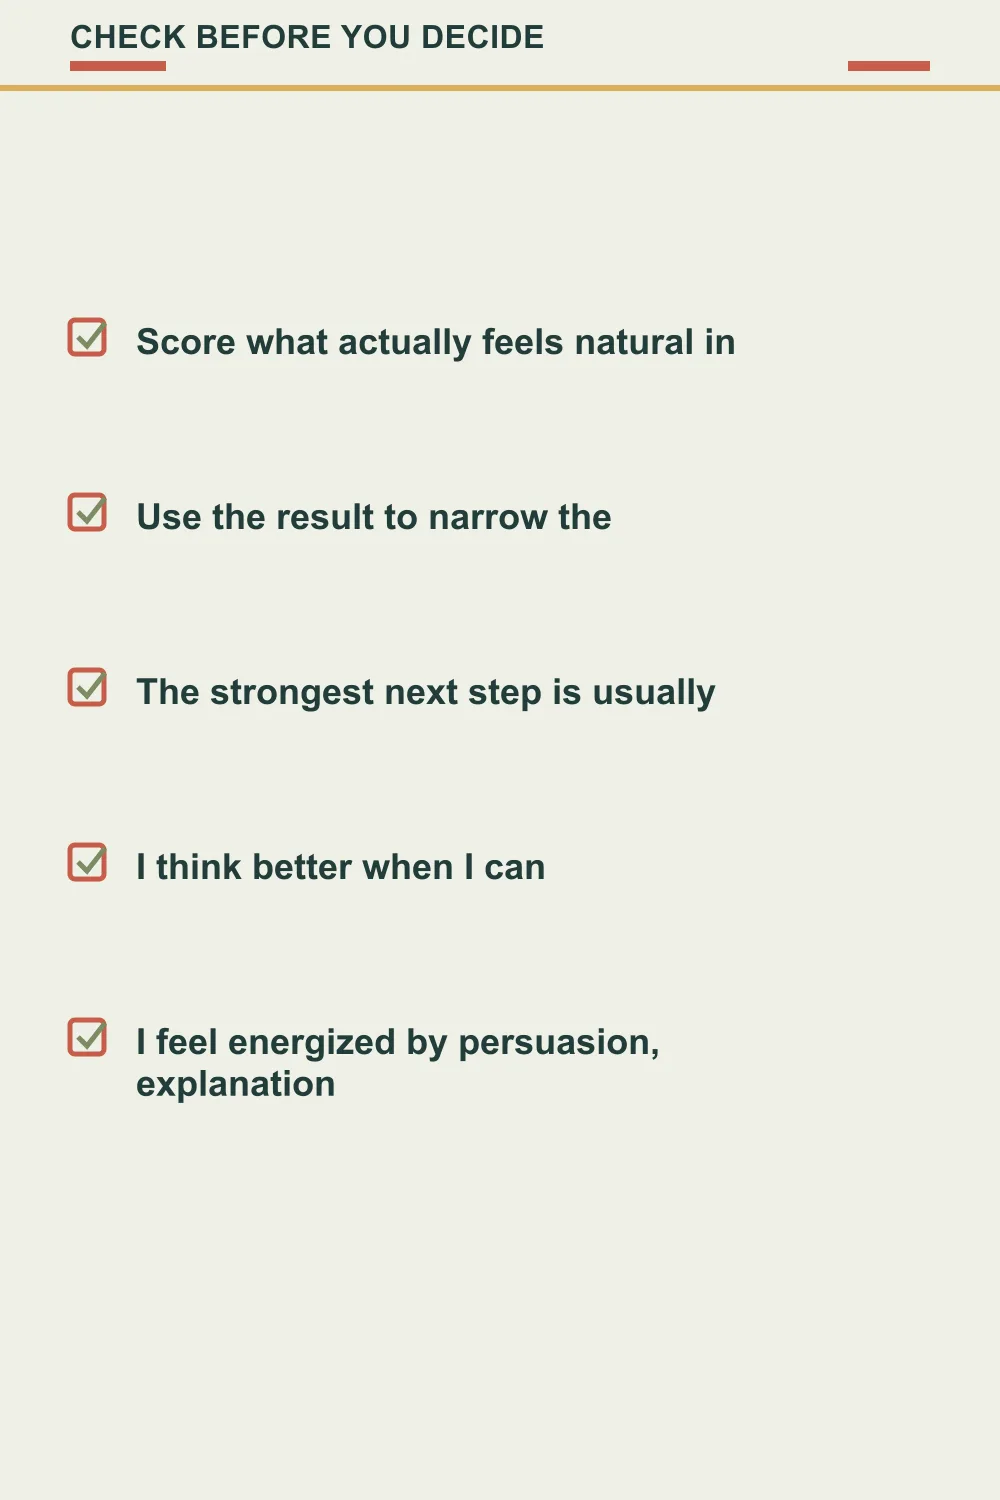 CHECK BEFORE YOU DECIDE
Score what actually feels natural in
Use the result to narrow the
The strongest next step is usually
I think better when I can
I feel energized by persuasion,
explanation